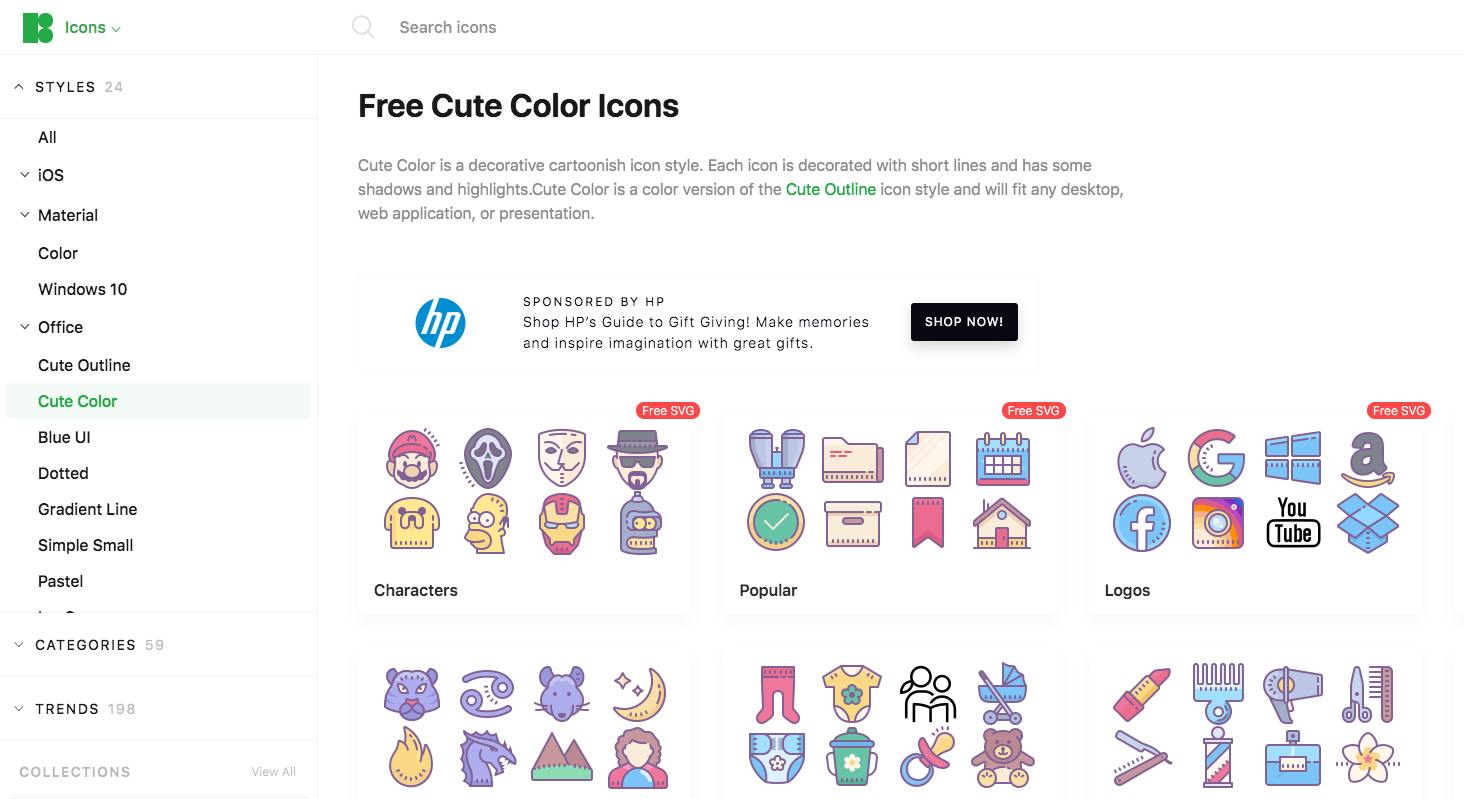 Icons
Search icons
STYLES 24
All
iOS
Material
Color
Windows 10
Office
Cute Outline
Cute Color
Blue UI
Dotted
Gradient Line
Simple Small
Pastel
CATEGORIES 59
TRENDS 198
COLLECTIONS View All
Free Cute Color Icons
Cute Color is a decorative cartoonish icon style. Each icon is decorated with short lines and has some
shadows and highlights.Cute Color is a color version of the Cute Outline icon style and will fit any desktop,
web application, or presentation.
hp
SPONSORED BY HP
Shop HP’s Guide to Gift Giving! Make memories
and inspire imagination with great gifts.
SHOP NOW!
Free SVG
M
Characters
Free SVG
Popular
Free SVG
G
a
f
You
Tube
Logos